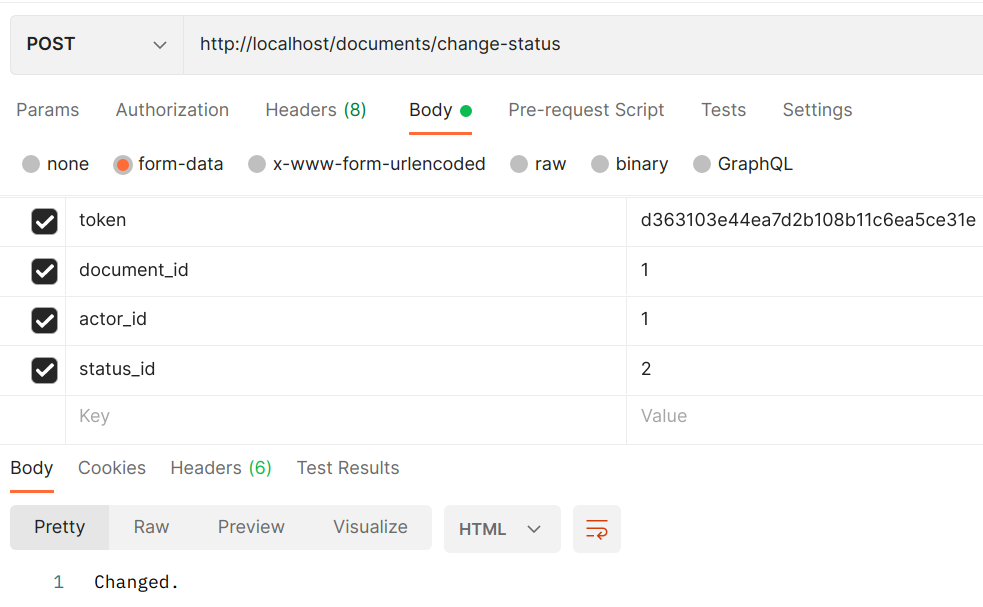 POST http://localhost/documents/change-status
Params Authorization Headers (8) Body Pre-request Script Tests Settings
none form-data x-www-form-urlencoded raw binary GraphQL
token d363103e44ea7d2b108b11c6ea5ce31e
document_id 1
actor_id 1
status_id 2
Key Value
Body Cookies Headers (6) Test Results
Pretty Raw Preview Visualize HTML
1 Changed.